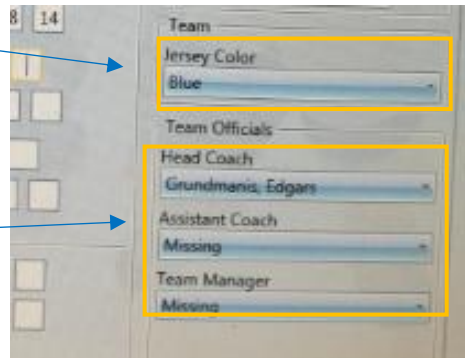 8 14
Team
Jersey Color
Blue
Team Officials
Head Coach
Grundmanis, Edgars
Assistant Coach
Missing
Team Manager
Missing